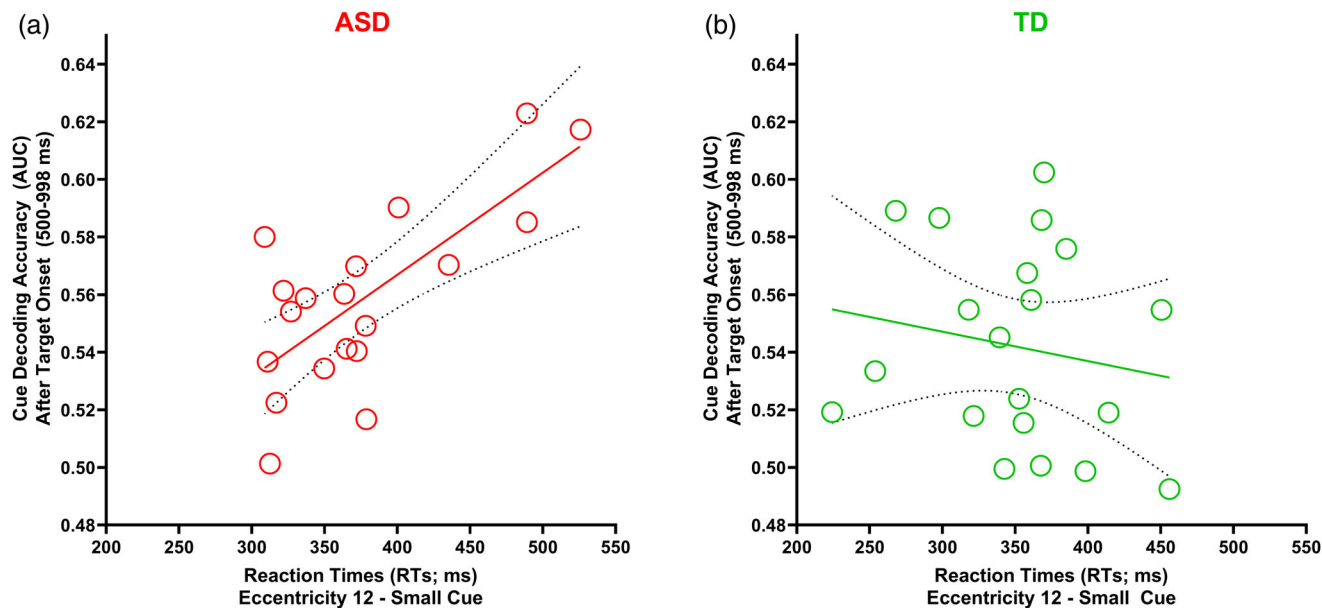 (a)
ASD
0.64
0.62
0.60
0.58
0.56
0.54
0.52
0.50
0.48
Cue Decoding Accuracy (AUC)
After Target Onset (500-998 ms)
200 250 300 350 400 450 500 550
Reaction Times (RTs; ms)
Eccentricity 12 - Small Cue
(b)
TD
0.64
0.62
0.60
0.58
0.56
0.54
0.52
0.50
0.48
Cue Decoding Accuracy (AUC)
After Target Onset (500-998 ms)
200 250 300 350 400 450 500 550
Reaction Times (RTs; ms)
Eccentricity 12 - Small Cue